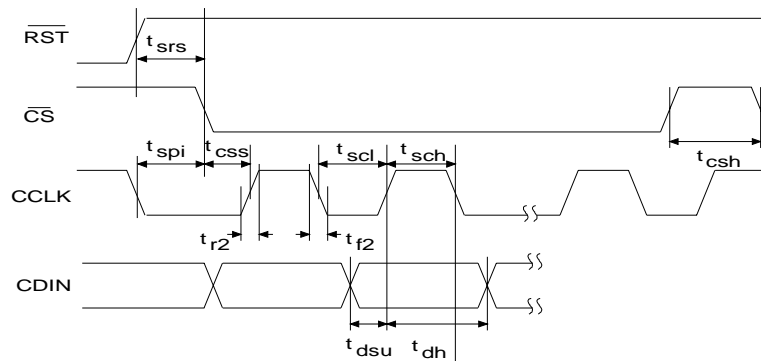 RST
t srs
CS
t spi t css t scl t sch t csh
CCLK
t r2 t f2
CDIN
t dsu t dh